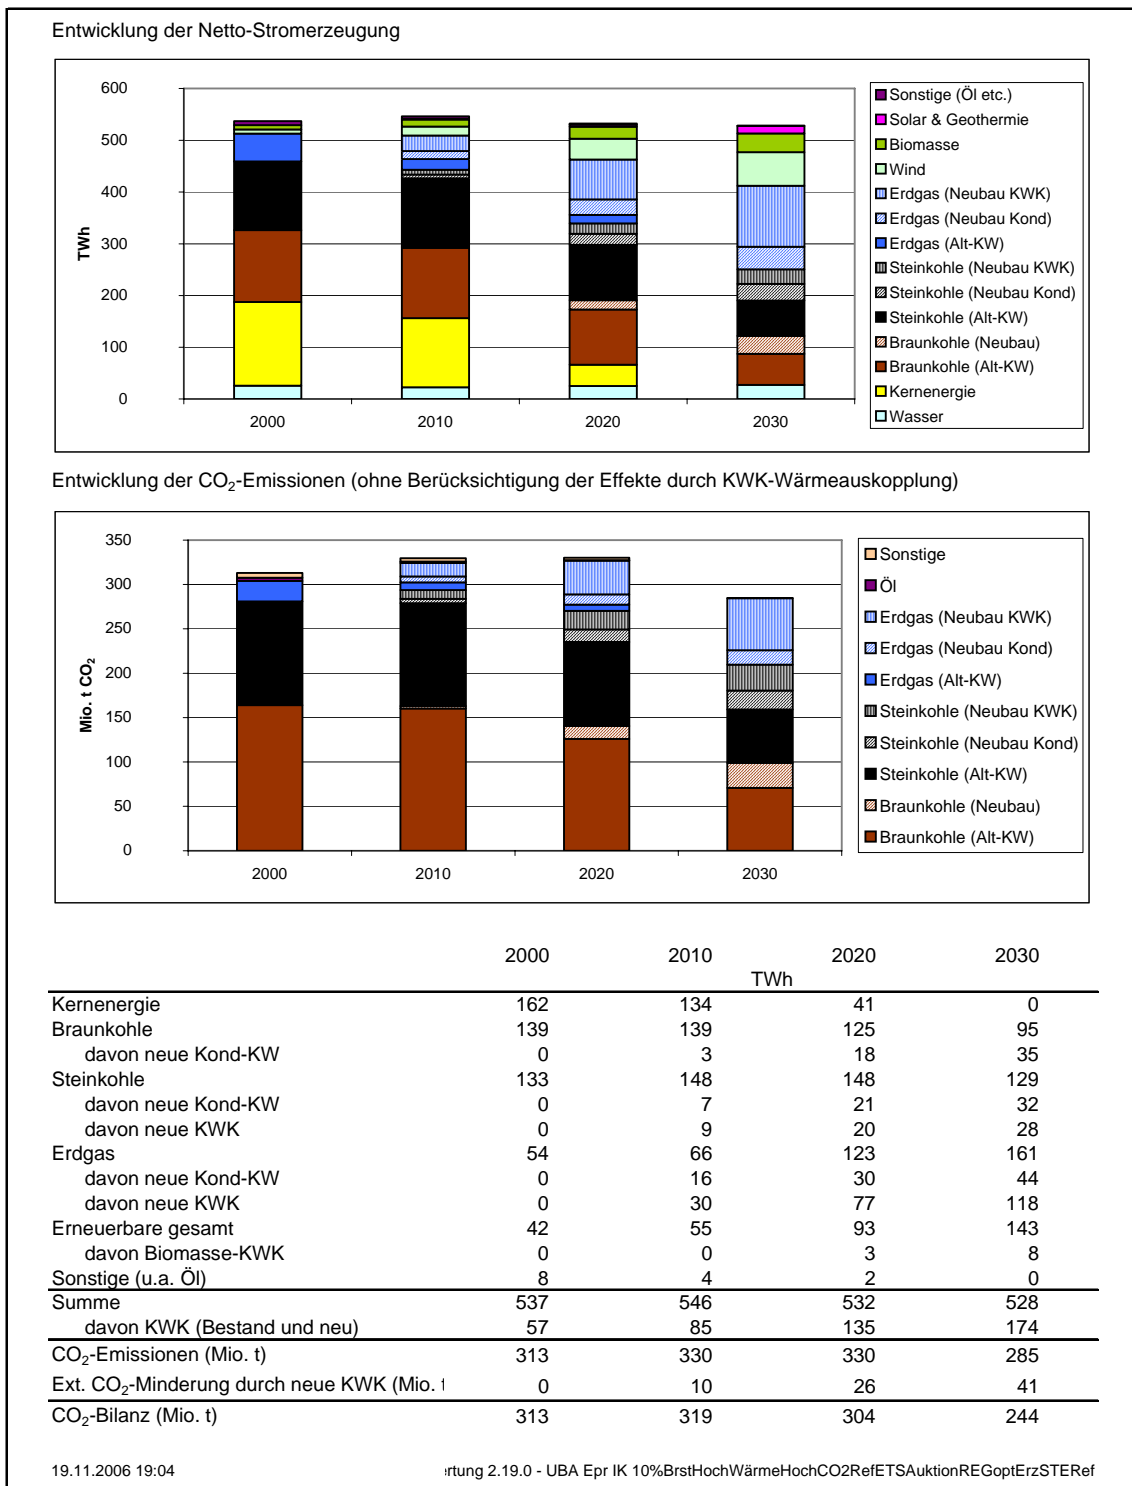 Entwicklung der Netto-Stromerzeugung
600
500
400
300
200
100
0
TWh
2000 2010 2020 2030
Sonstige (Öl etc.)
Solar & Geothermie
Biomasse
Wind
Erdgas (Neubau KWK)
Erdgas (Neubau Kond)
Erdgas (Alt-KW)
Steinkohle (Neubau KWK)
Steinkohle (Neubau Kond)
Steinkohle (Alt-KW)
Braunkohle (Neubau)
Braunkohle (Alt-KW)
Kernenergie
Wasser
Entwicklung der CO₂-Emissionen (ohne Berücksichtigung der Effekte durch KWK-Wärmeauskopplung)
350
300
250
200
150
100
50
0
Mio. t CO₂
2000 2010 2020 2030
Sonstige
Öl
Erdgas (Neubau KWK)
Erdgas (Neubau Kond)
Erdgas (Alt-KW)
Steinkohle (Neubau KWK)
Steinkohle (Neubau Kond)
Steinkohle (Alt-KW)
Braunkohle (Neubau)
Braunkohle (Alt-KW)
2000 2010 2020 2030
TWh
Kernenergie 162 134 41 0
Braunkohle 139 139 125 95
davon neue Kond-KW 0 3 18 35
Steinkohle 133 148 148 129
davon neue Kond-KW 0 7 21 32
davon neue KWK 0 9 20 28
Erdgas 54 66 123 161
davon neue Kond-KW 0 16 30 44
davon neue KWK 0 30 77 118
Erneuerbare gesamt 42 55 93 143
davon Biomasse-KWK 0 0 3 8
Sonstige (u.a. Öl) 8 4 2 0
Summe 537 546 532 528
davon KWK (Bestand und neu) 57 85 135 174
CO₂-Emissionen (Mio. t) 313 330 330 285
Ext. CO₂-Minderung durch neue KWK (Mio. t 0 10 26 41
CO₂-Bilanz (Mio. t) 313 319 304 244
19.11.2006 19:04 rtung 2.19.0 - UBA Epr IK 10%BrstHochWärmeHochCO2RefETSAuktionREGoptErzSTERef